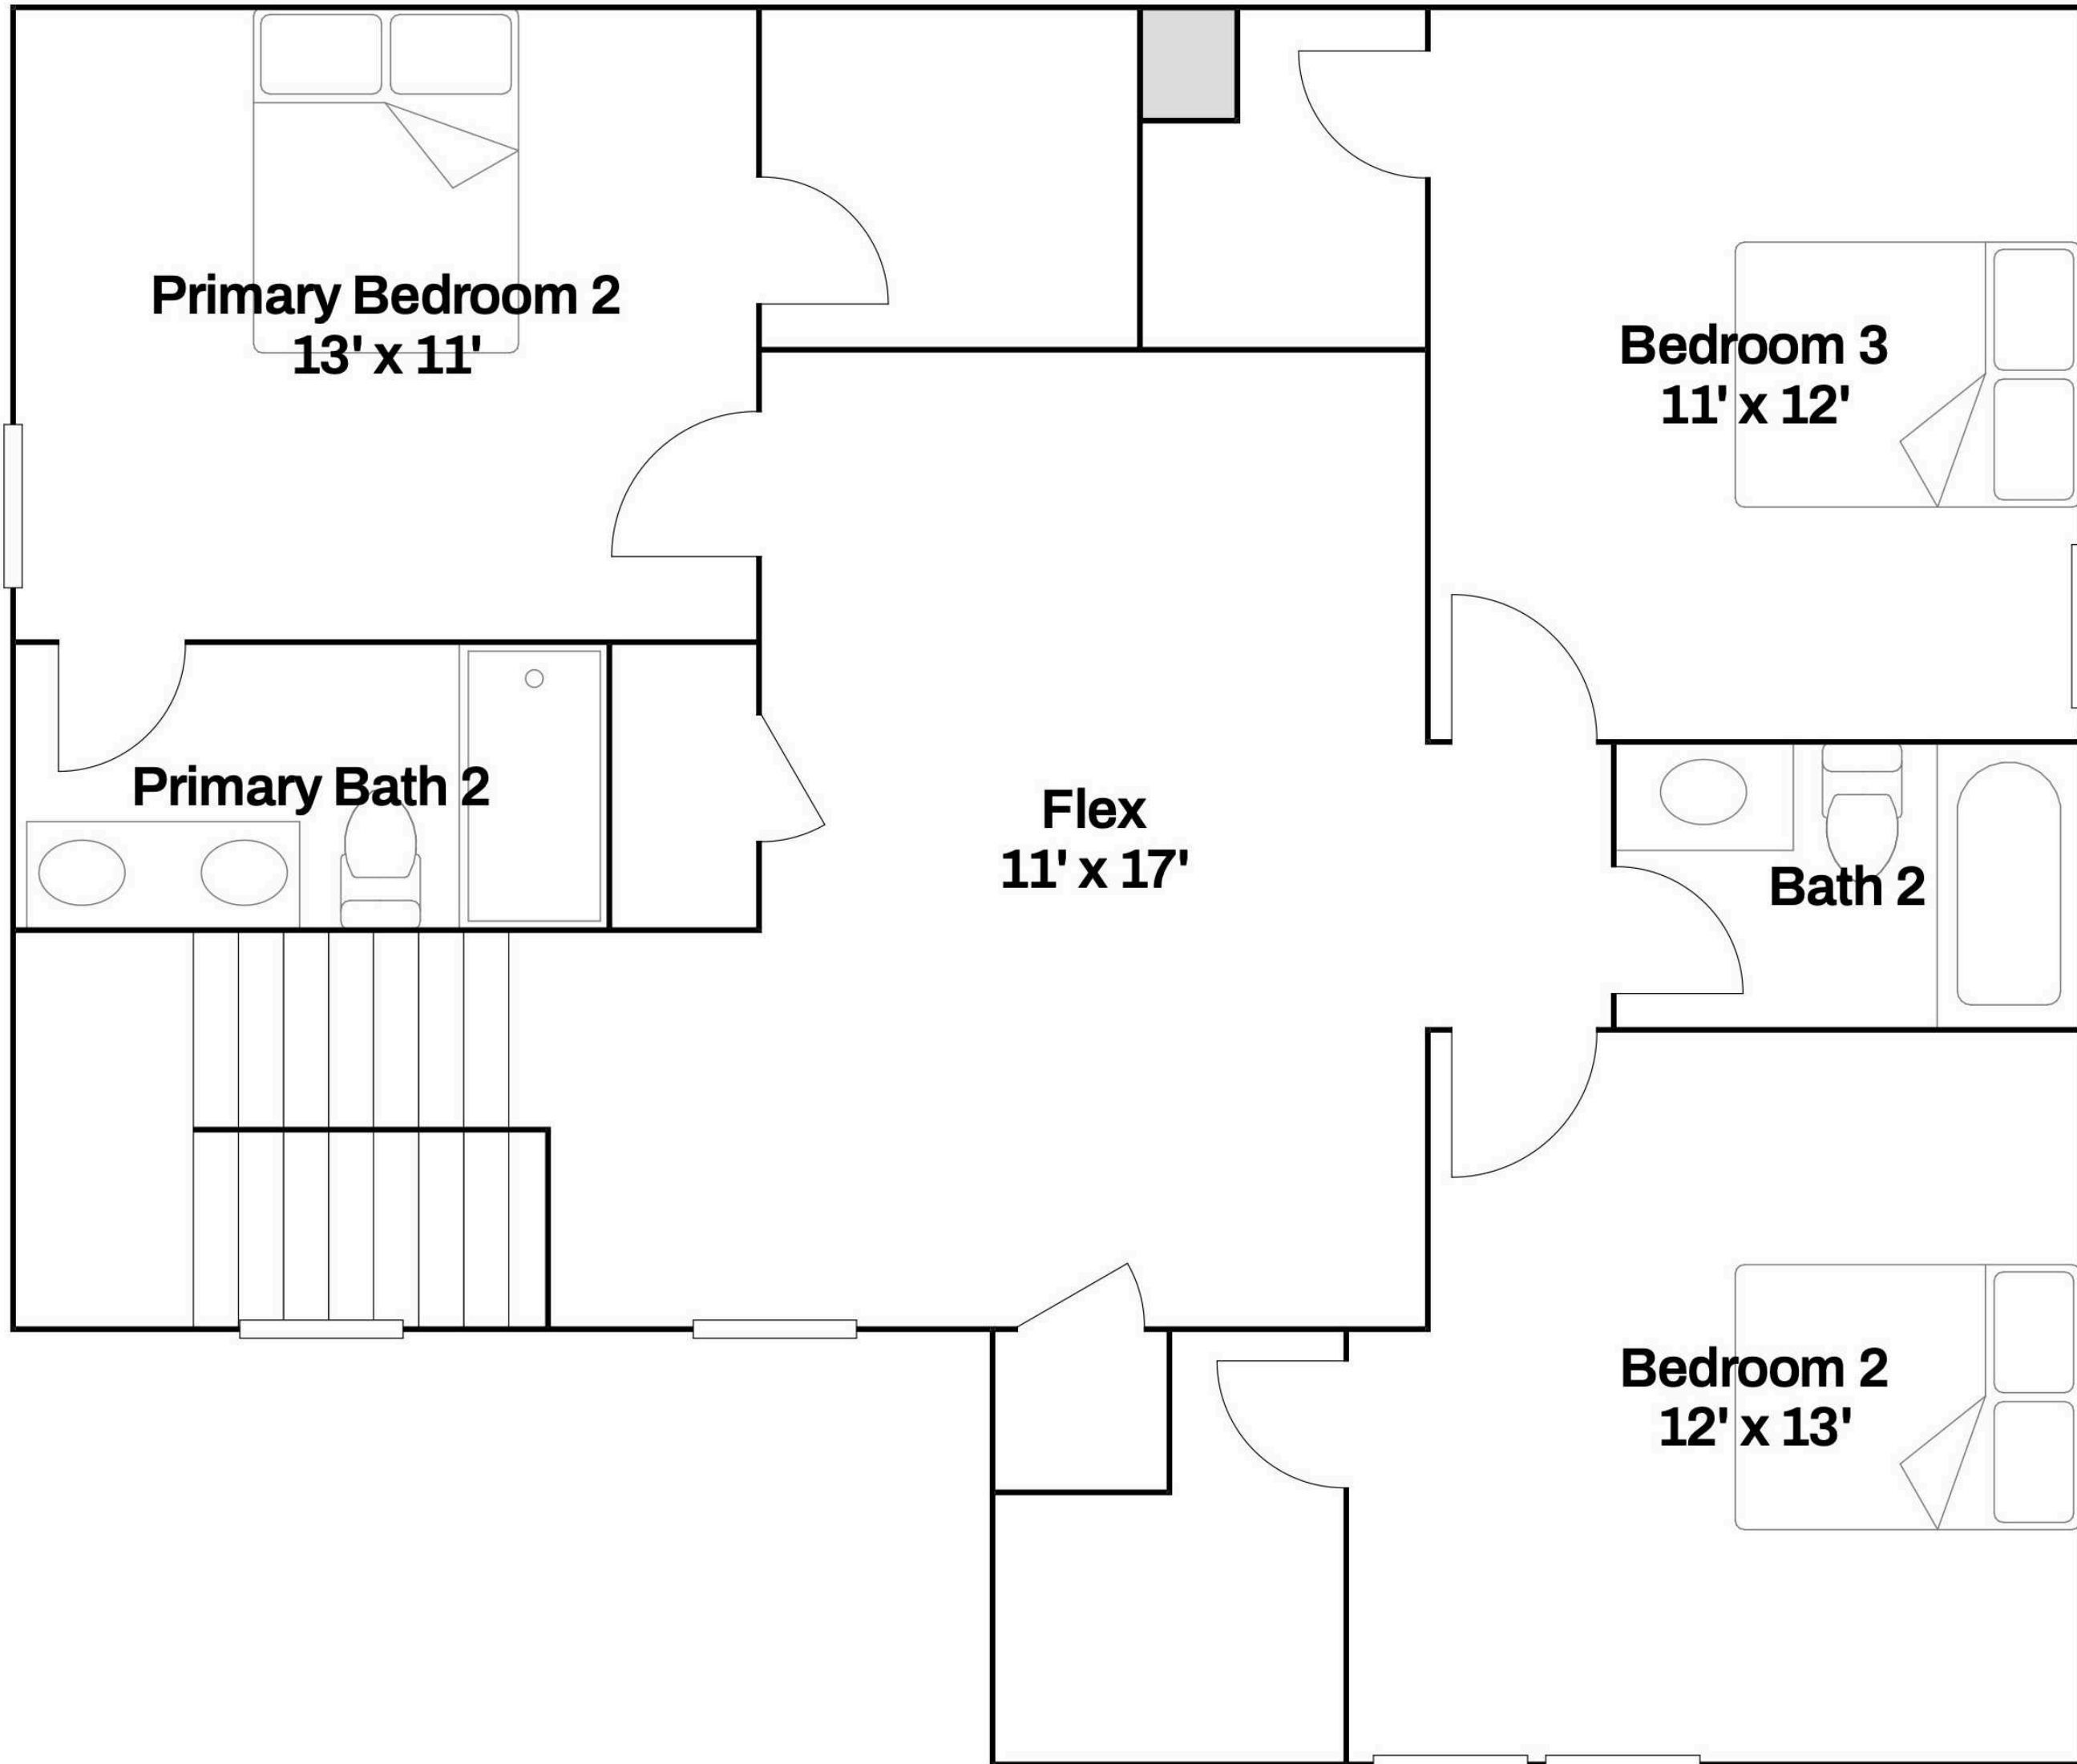 Primary Bedroom 2
13' x 11'
Bedroom 3
11' x 12'
Primary Bath 2
Flex
11' x 17'
Bath 2
Bedroom 2
12' x 13'